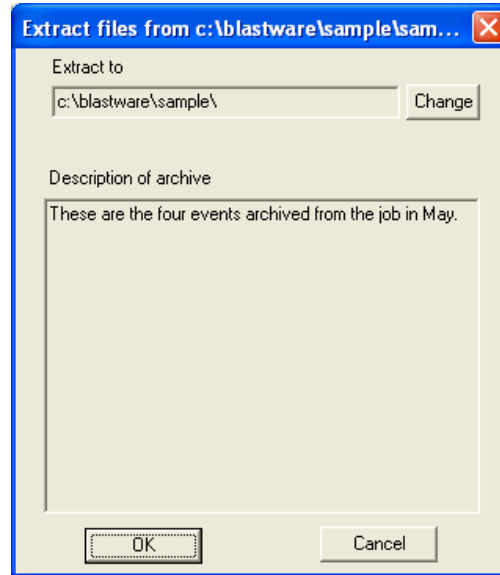 Extract files from c:\blastware\sample\sam...
Extract to
c:\blastware\sample\
Change
Description of archive
These are the four events archived from the job in May.
OK
Cancel